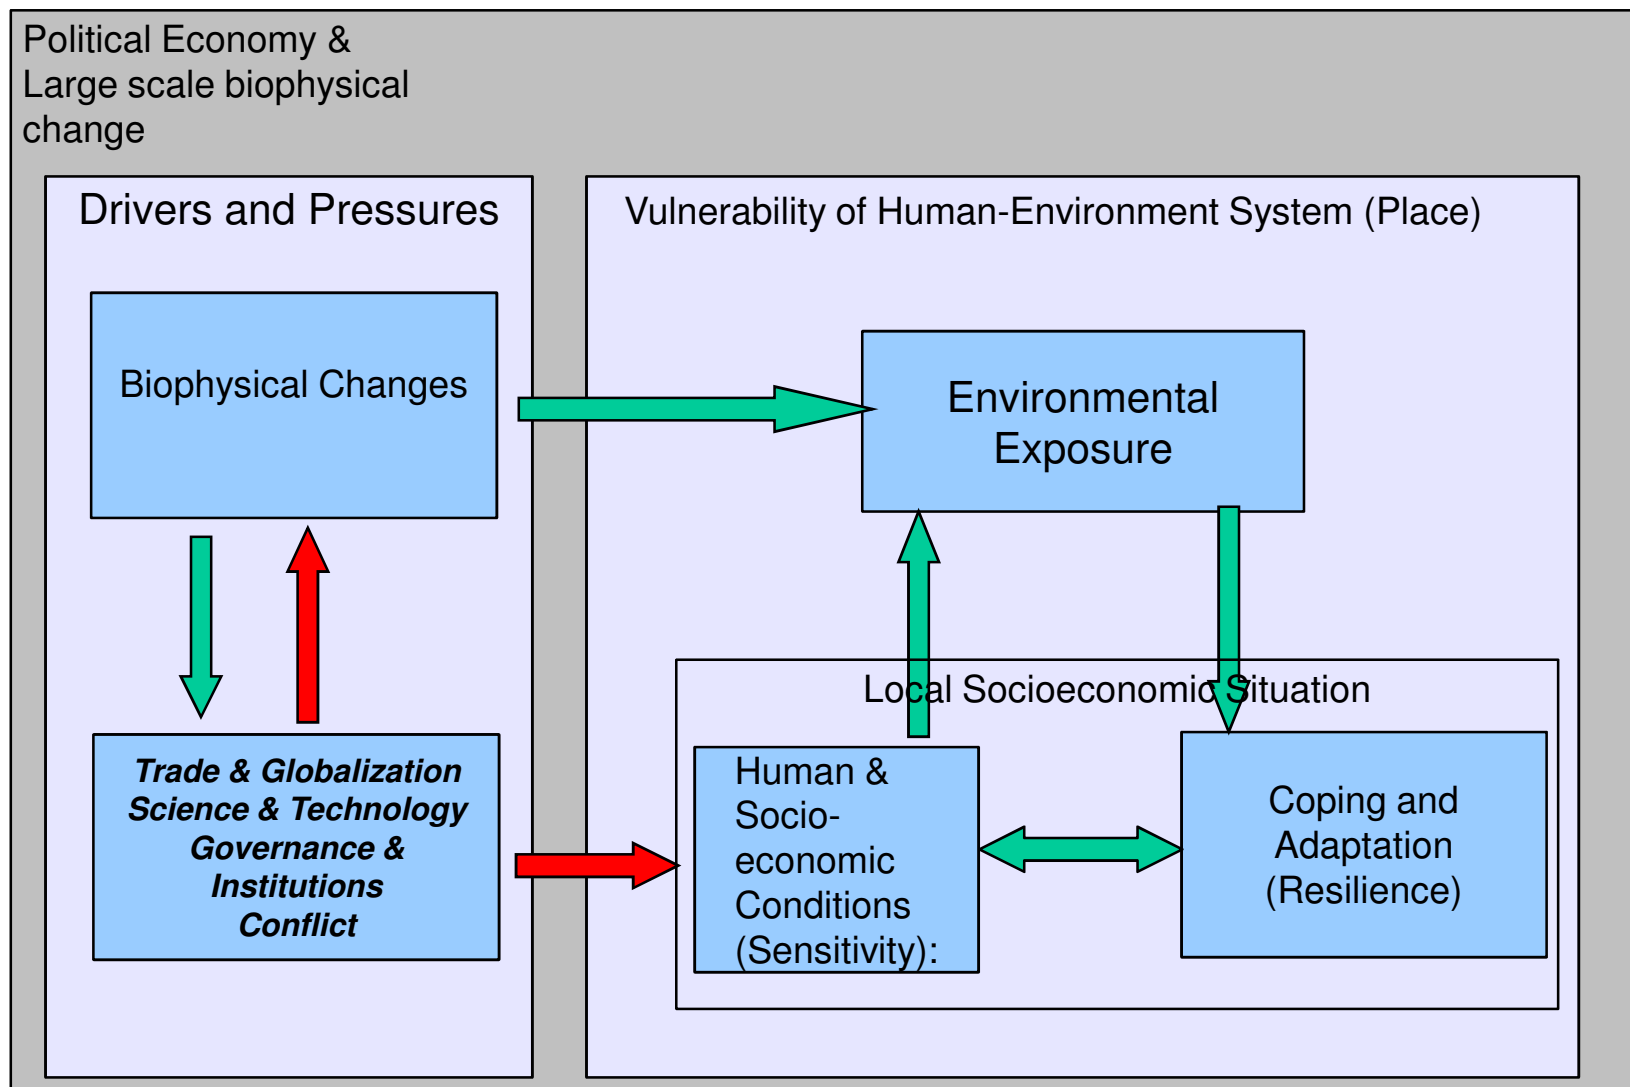 Political Economy &
Large scale biophysical
change
Drivers and Pressures
Vulnerability of Human-Environment System (Place)
Biophysical Changes
Environmental
Exposure
Local Socioeconomic Situation
Trade & Globalization
Science & Technology
Governance &
Institutions
Conflict
Human &
Socio-
economic
Conditions
(Sensitivity):
Coping and
Adaptation
(Resilience)